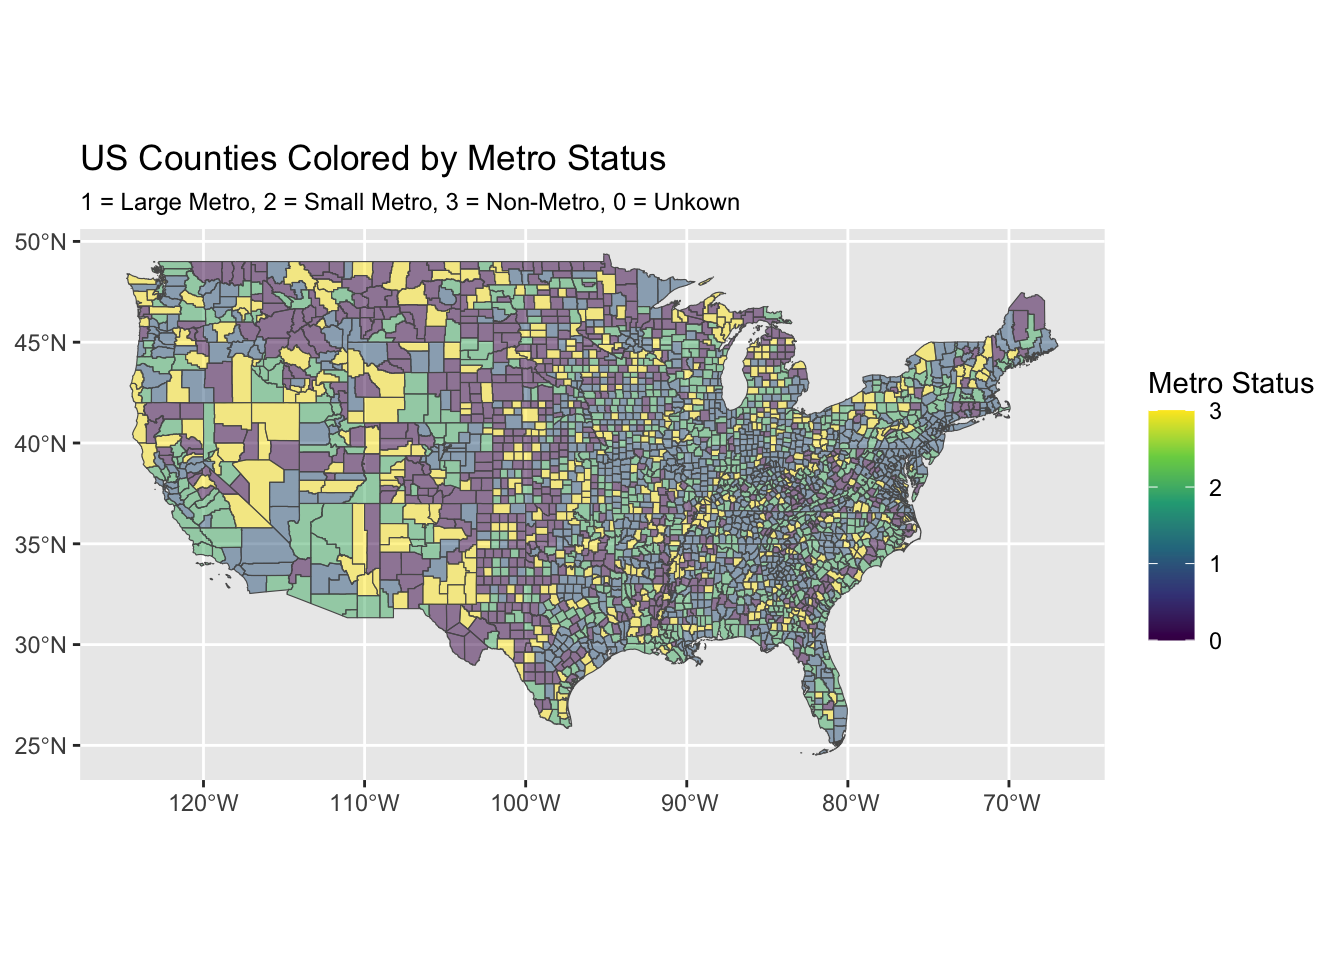 US Counties Colored by Metro Status
1 = Large Metro, 2 = Small Metro, 3 = Non-Metro, 0 = Unkown
50°N
45°N
40°N
35°N
30°N
25°N
120°W
110°W
100°W
90°W
80°W
70°W
Metro Status
3
2
1
0